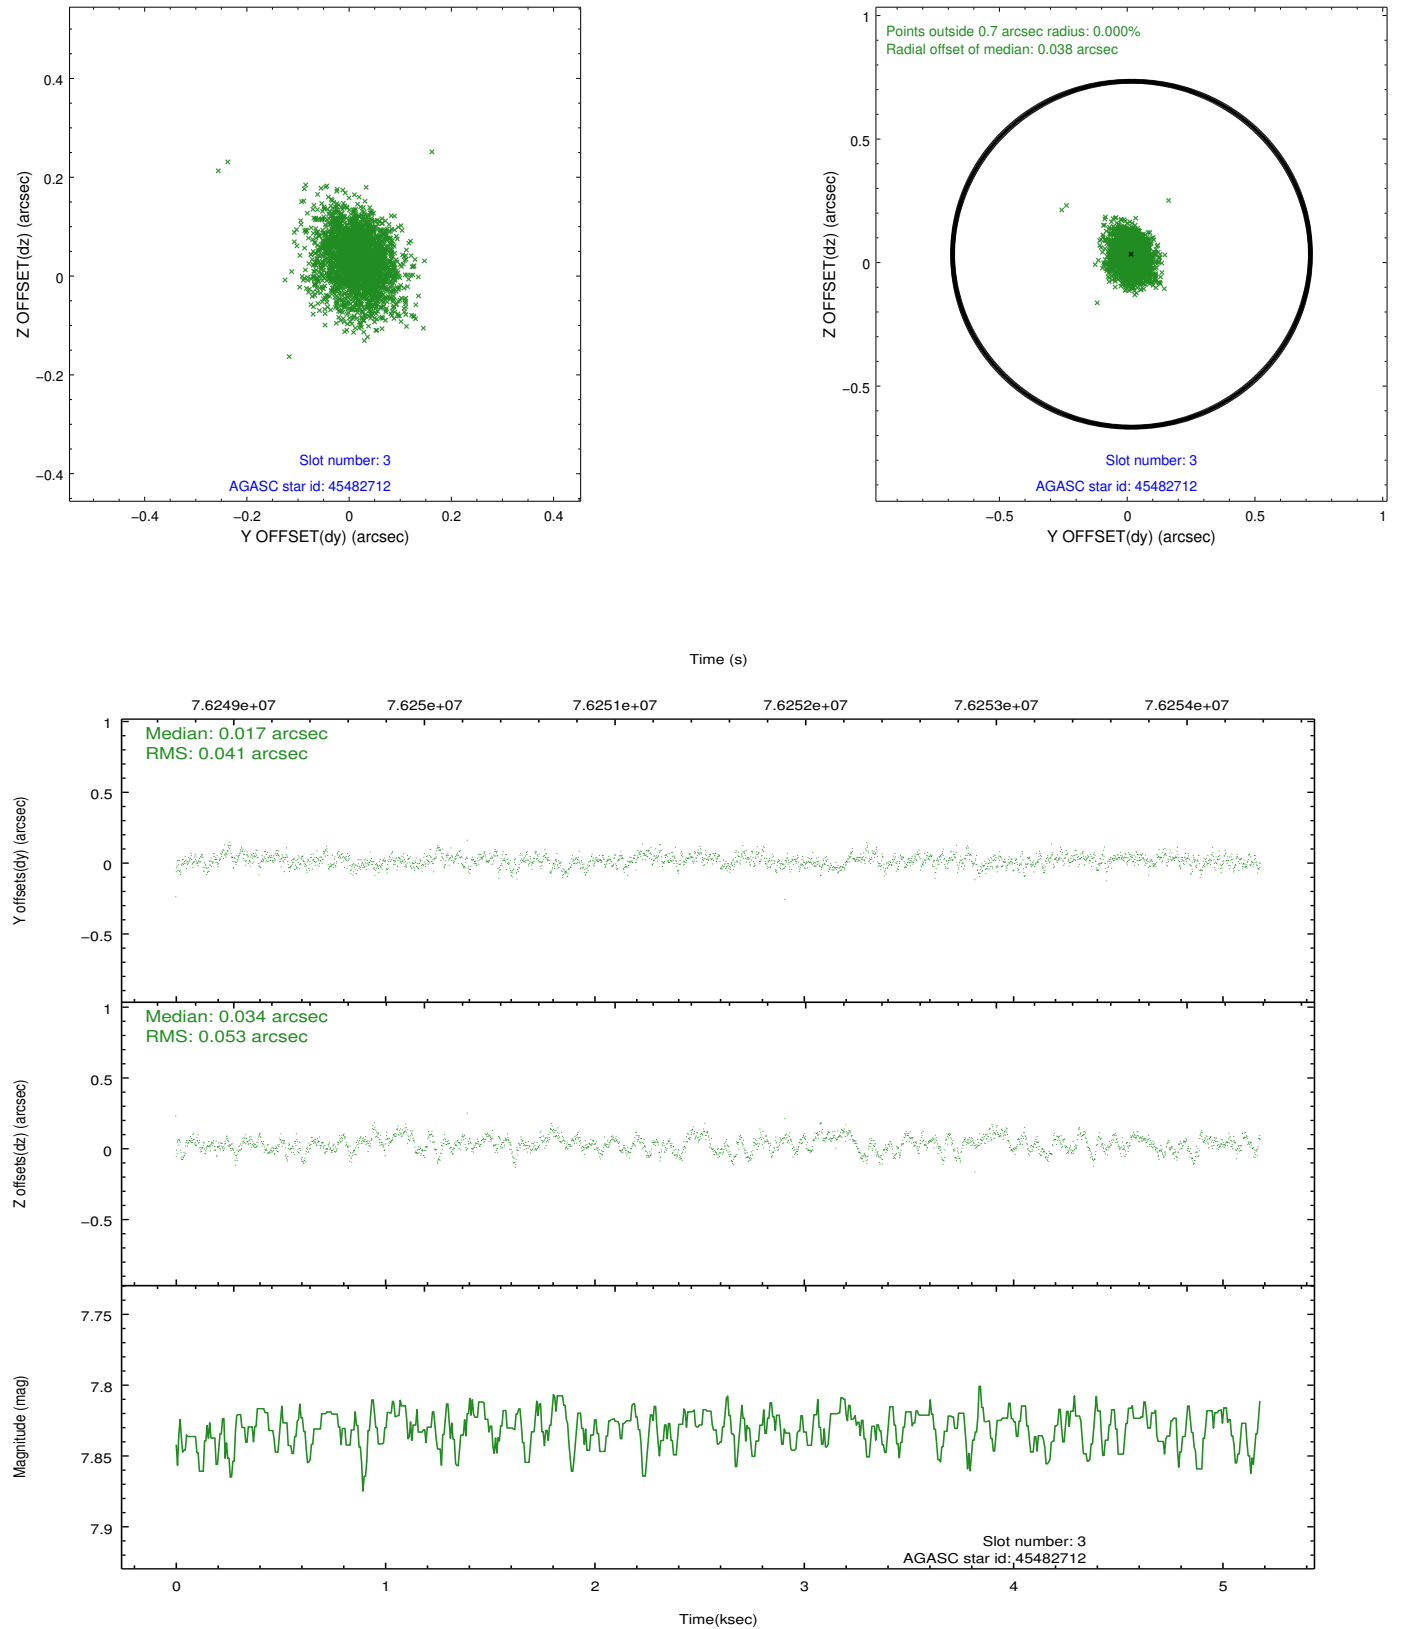 0.4
0.2
0
−0.2
−0.4
Z OFFSET(dz) (arcsec)
Slot number: 3
AGASC star id: 45482712
−0.4 −0.2 0 0.2 0.4
Y OFFSET(dy) (arcsec)
Points outside 0.7 arcsec radius: 0.000%
Radial offset of median: 0.038 arcsec
1
0.5
0
−0.5
Z OFFSET(dz) (arcsec)
Slot number: 3
AGASC star id: 45482712
−0.5 0 0.5 1
Y OFFSET(dy) (arcsec)
Time (s)
7.6249e+07 7.625e+07 7.6251e+07 7.6252e+07 7.6253e+07 7.6254e+07
Median: 0.017 arcsec
RMS: 0.041 arcsec
1
0.5
0
−0.5
Y offsets(dy) (arcsec)
Median: 0.034 arcsec
RMS: 0.053 arcsec
1
0.5
0
−0.5
Z offsets(dz) (arcsec)
7.75
7.8
7.85
7.9
Magnitude (mag)
Slot number: 3
AGASC star id: 45482712
0 1 2 3 4 5
Time(ksec)